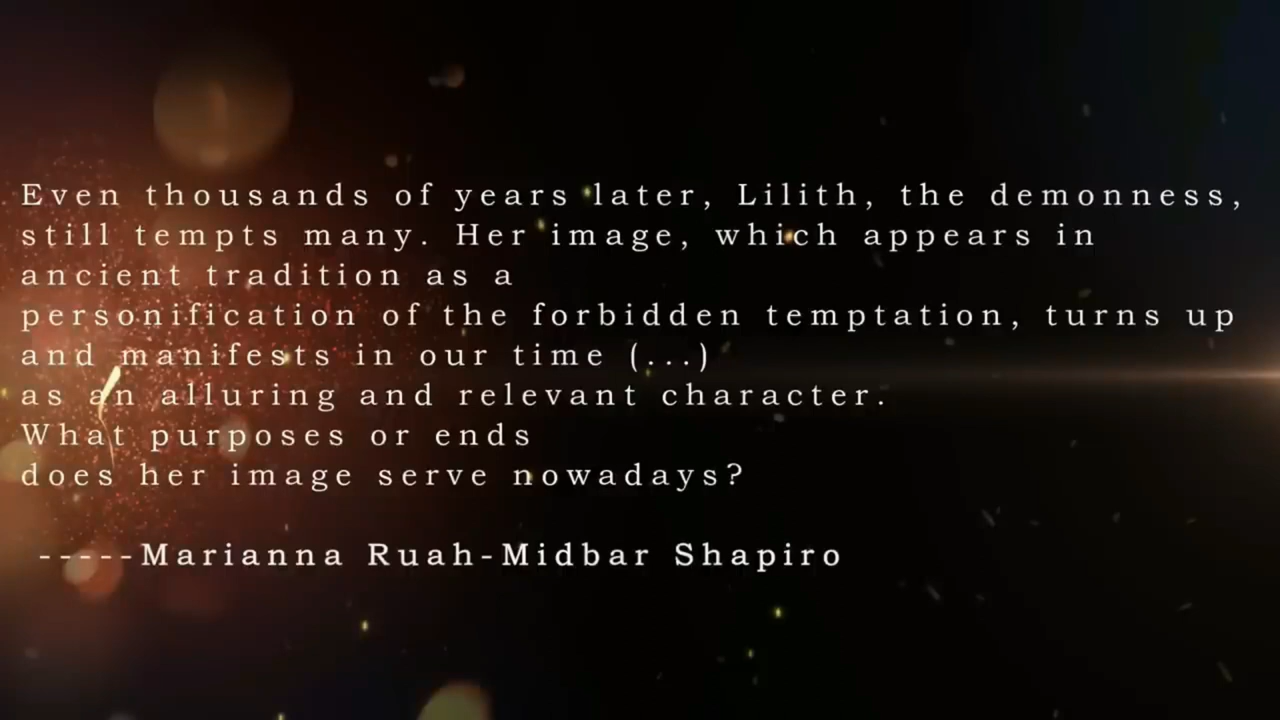 Even thousands of years later, Lilith, the demonness,
still tempts many. Her image, which appears in
ancient tradition as a
personification of the forbidden temptation, turns up
and manifests in our time (...)
as an alluring and relevant character.
What purposes or ends
does her image serve nowadays?
-----Marianna Ruah-Midbar Shapiro